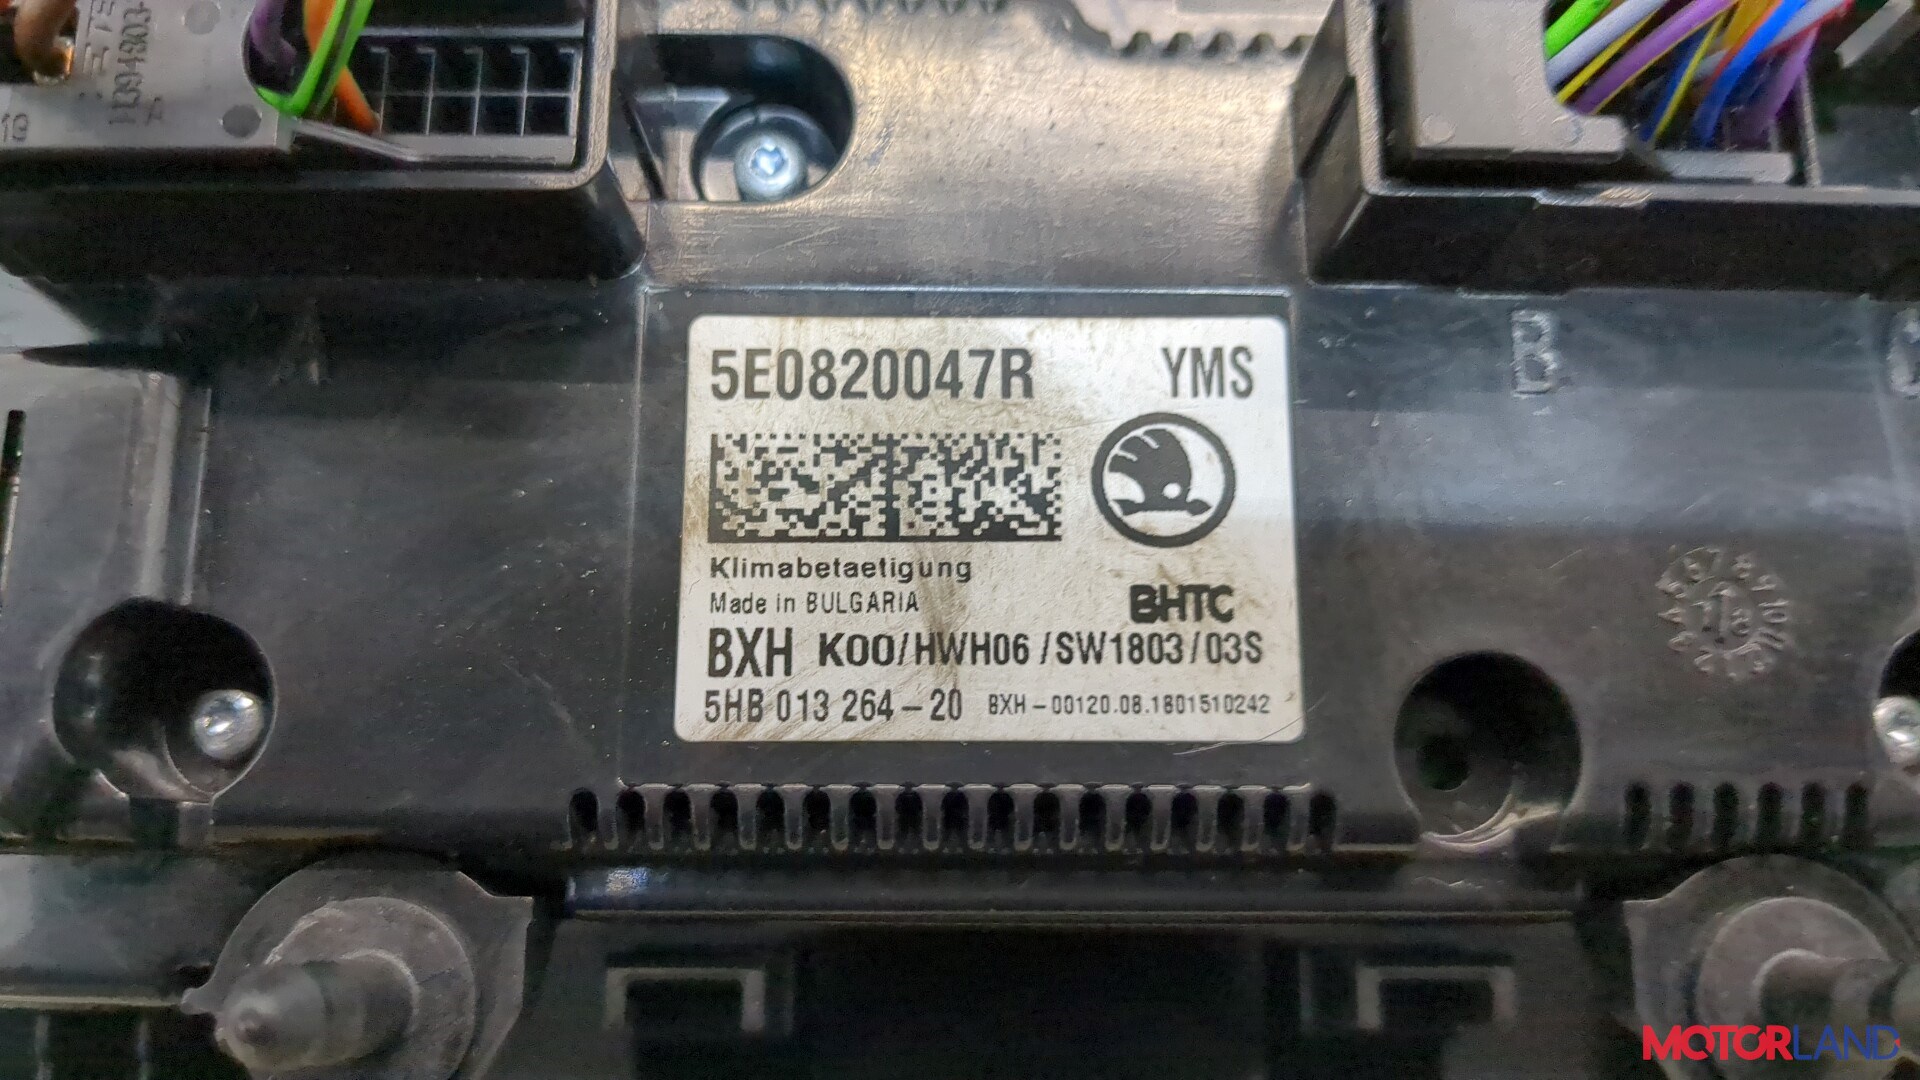 5E0820047R YMS
Klimabetaetigung
Made in BULGARIA
BHTC
BXH K00/HWH06/SW1803/03S
5HB 013 264-20 BXH-00120.08.1801510242
B
MOTORLAND